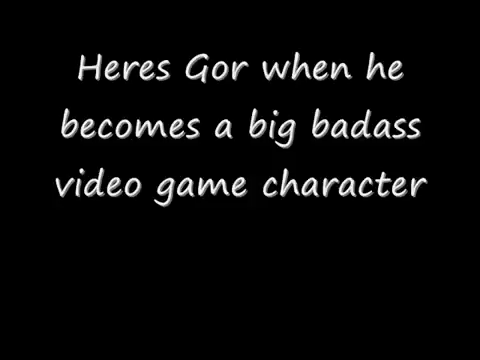 Heres Gor when he
becomes a big badass
video game character